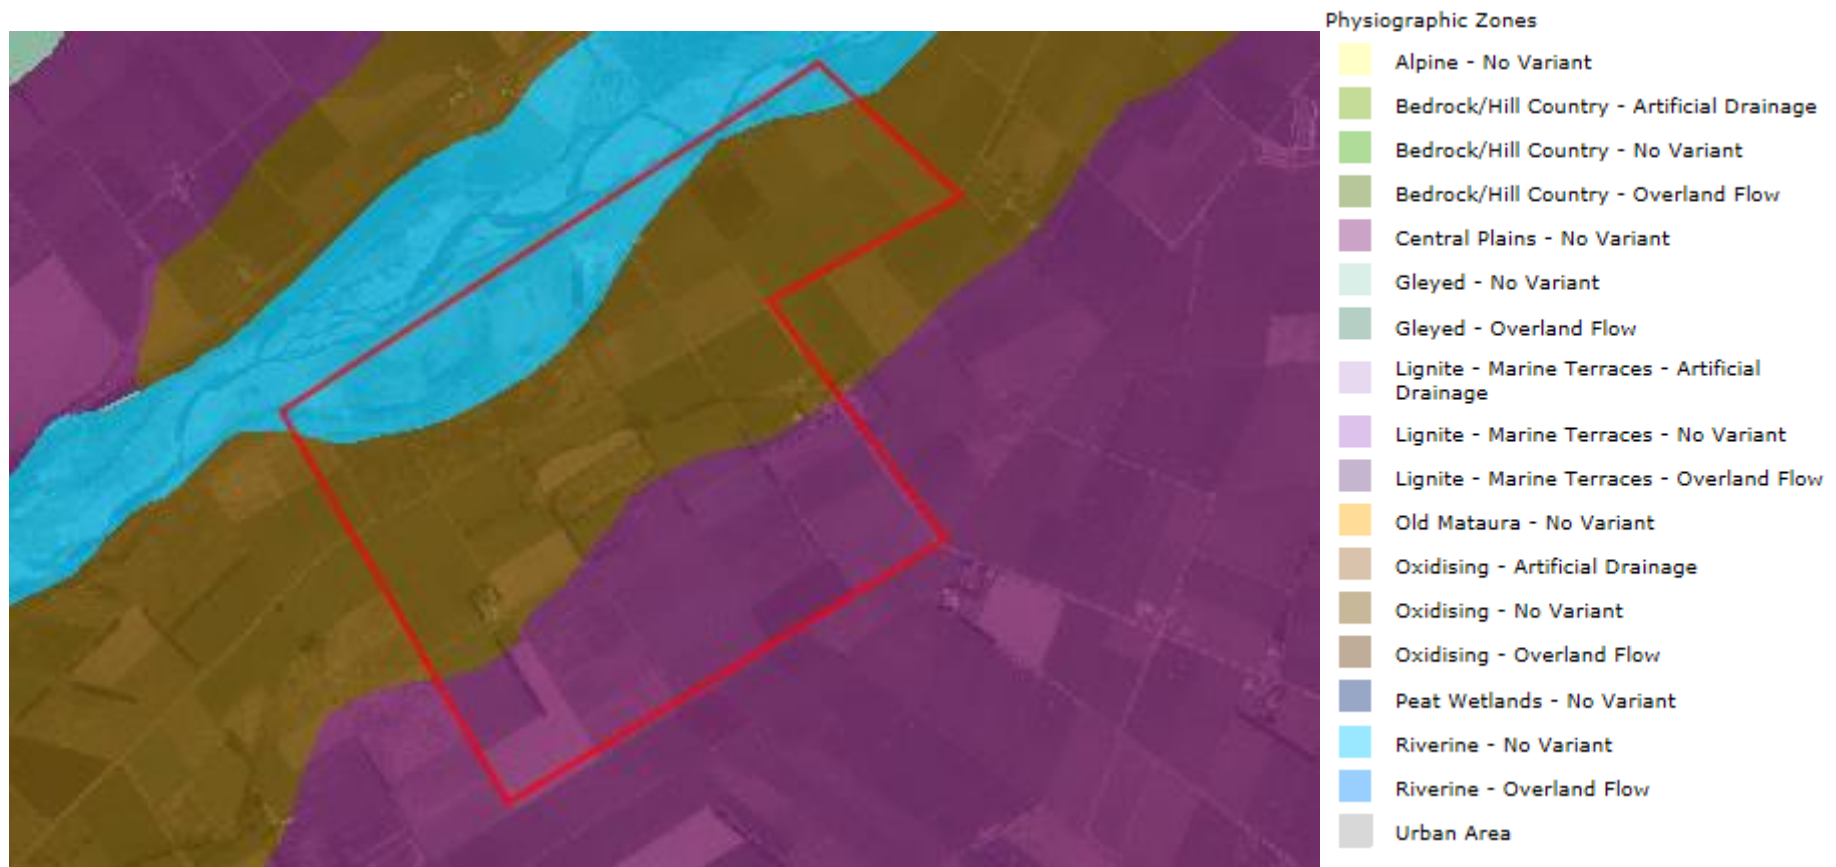 Physiographic Zones
Alpine - No Variant
Bedrock/Hill Country - Artificial Drainage
Bedrock/Hill Country - No Variant
Bedrock/Hill Country - Overland Flow
Central Plains - No Variant
Gleyed - No Variant
Gleyed - Overland Flow
Lignite - Marine Terraces - Artificial
Drainage
Lignite - Marine Terraces - No Variant
Lignite - Marine Terraces - Overland Flow
Old Mataura - No Variant
Oxidising - Artificial Drainage
Oxidising - No Variant
Oxidising - Overland Flow
Peat Wetlands - No Variant
Riverine - No Variant
Riverine - Overland Flow
Urban Area